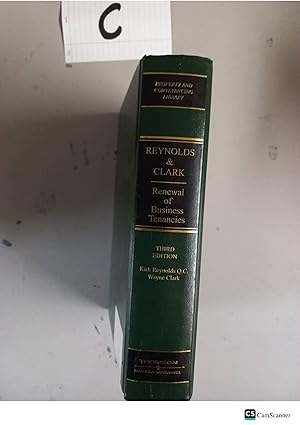 C
PROPERTY AND
CONVEYANCING
LIBRARY
REYNOLDS
&
CLARK
Renewal
of
Business
Tenancies
THIRD
EDITION
Kirk Reynolds Q.C.
Wayne Clark
CS CamScanner